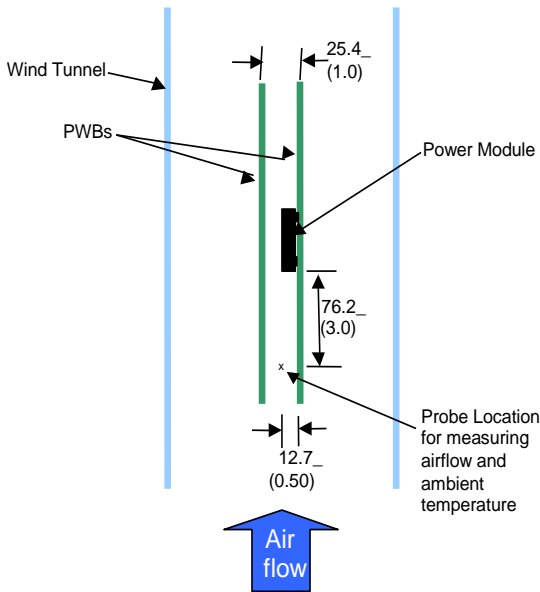 25.4_
(1.0)
Wind Tunnel
PWBs
Power Module
76.2_
(3.0)
x
Probe Location
for measuring
airflow and
ambient
temperature
12.7_
(0.50)
Air
flow